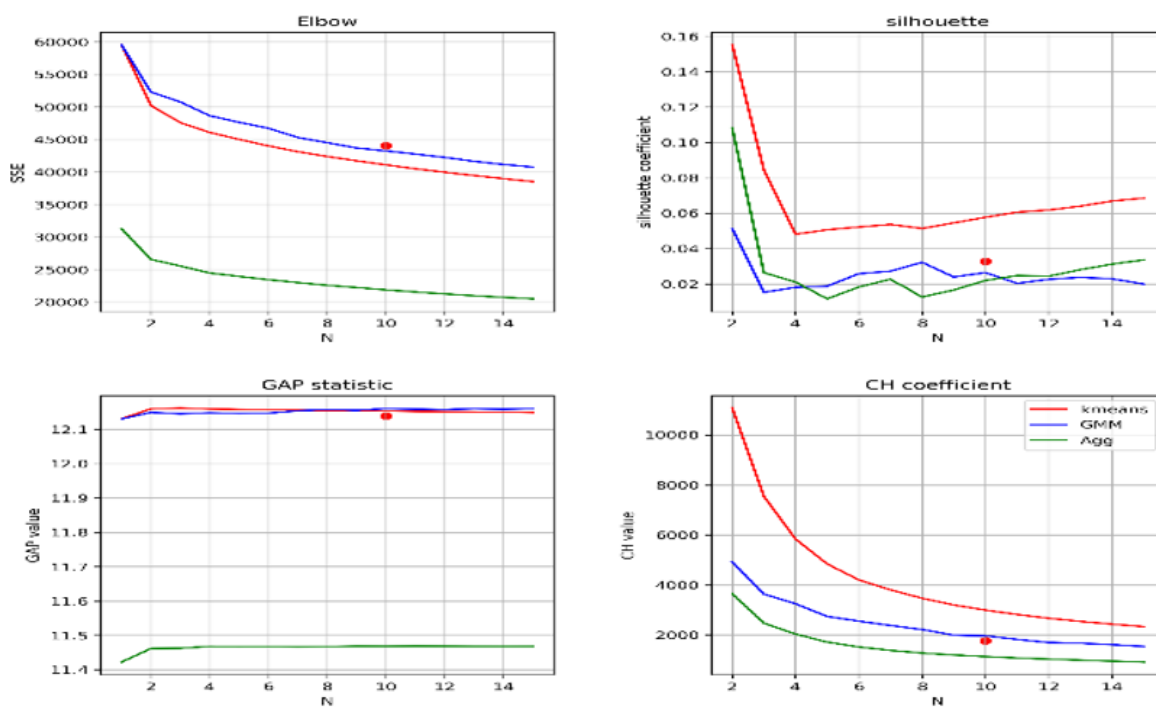 Elbow
60000
55000
50000
45000
40000
35000
30000
25000
20000
SSE
2 4 6 8 10 12 14
N
silhouette
0.16
0.14
0.12
0.10
0.08
0.06
0.04
0.02
silhouette coefficient
2 4 6 8 10 12 14
N
GAP statistic
12.1
12.0
11.9
11.8
11.7
11.6
11.5
11.4
GAP value
2 4 6 8 10 12 14
N
CH coefficient
kmeans
GMM
Agg
10000
8000
6000
4000
2000
CH value
2 4 6 8 10 12 14
N